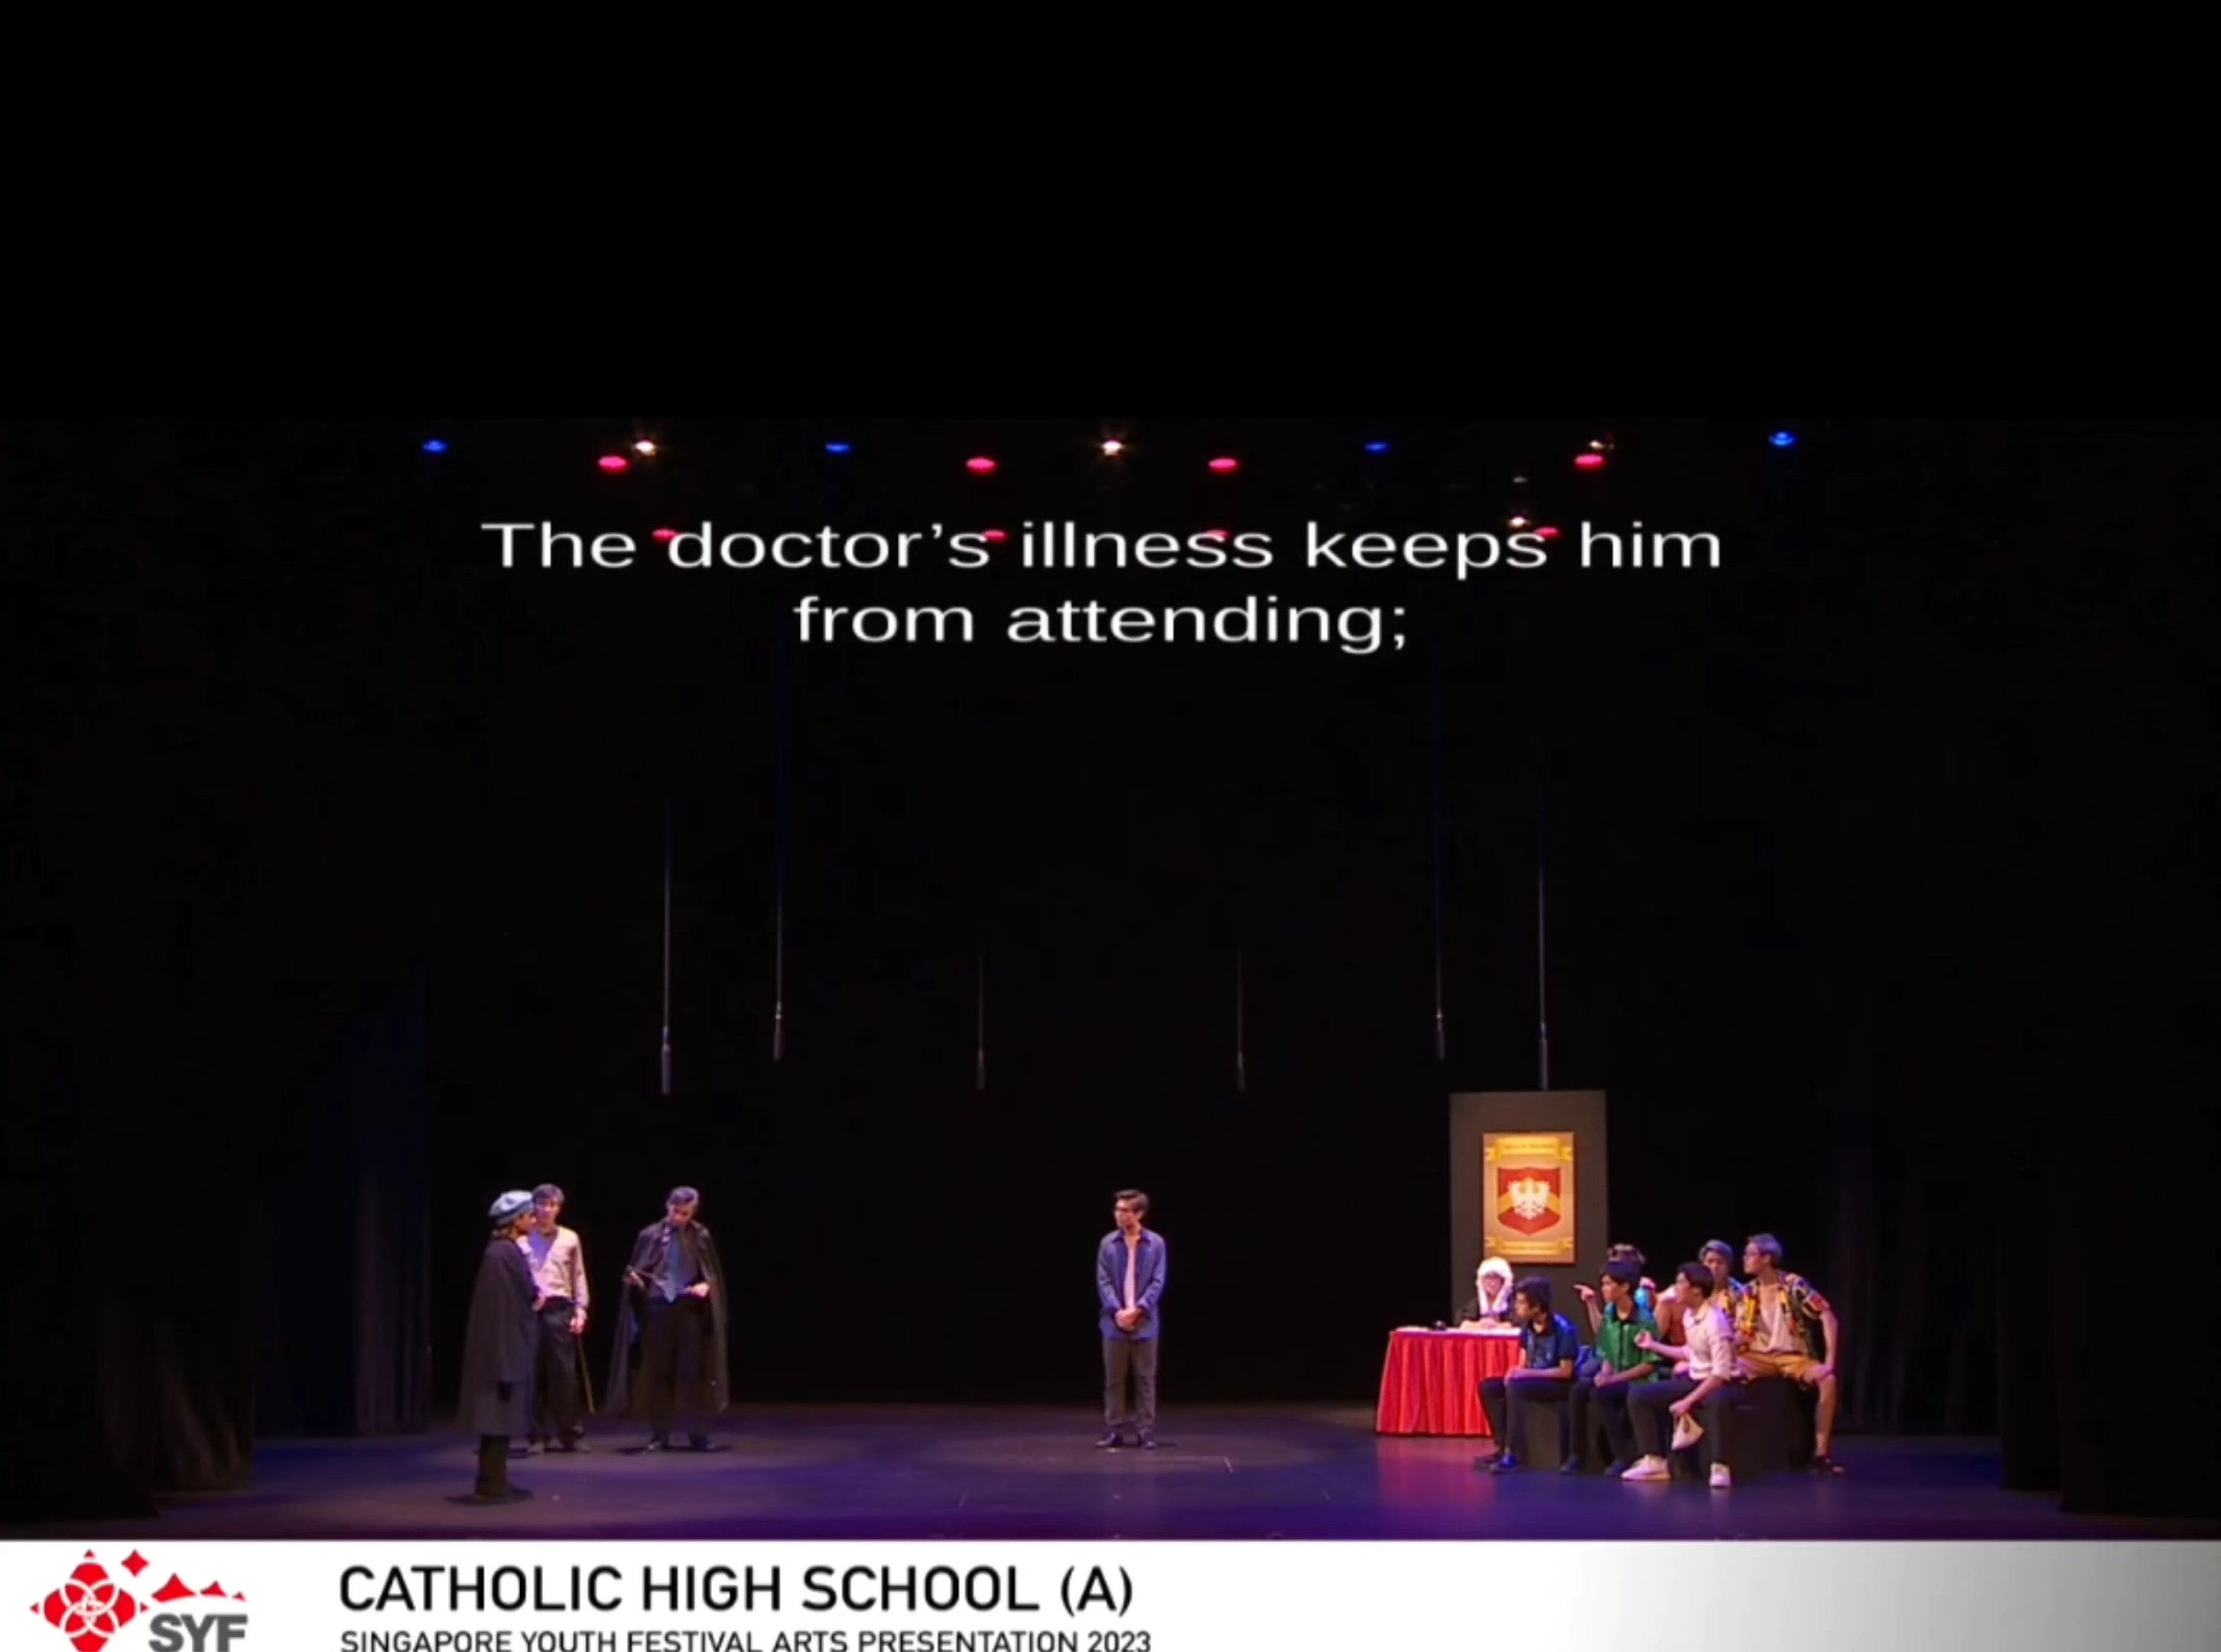 The doctor’s illness keeps him
from attending;
SYF
CATHOLIC HIGH SCHOOL (A)
SINGAPORE YOUTH FESTIVAL ARTS PRESENTATION 2023